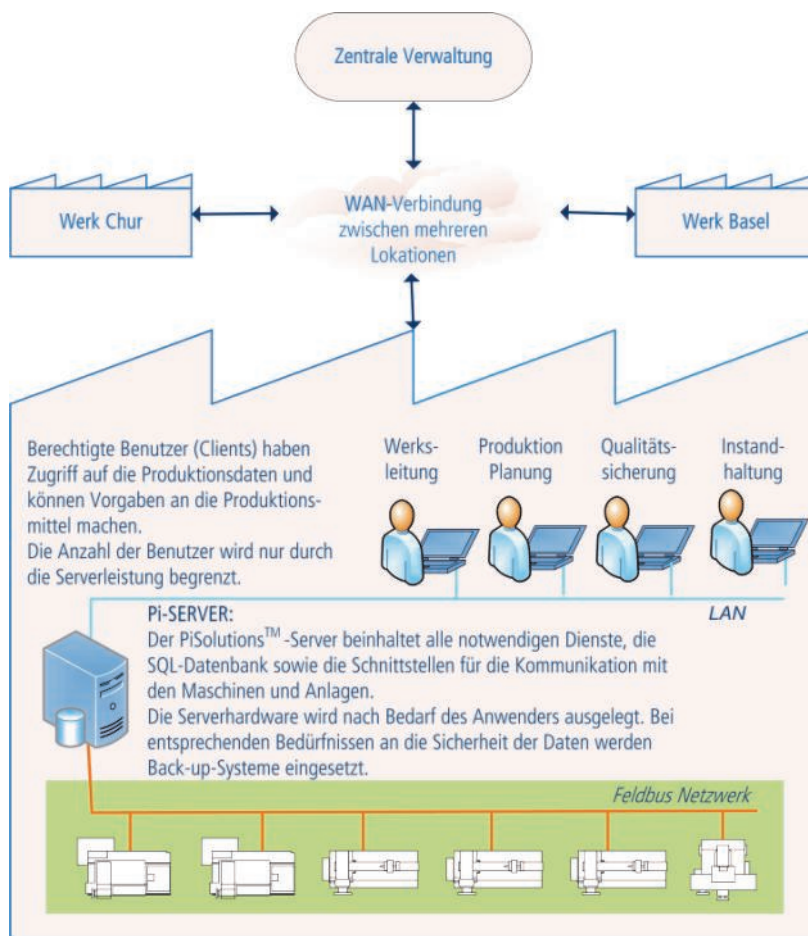 Zentrale Verwaltung
Werk Chur
WAN-Verbindung
zwischen mehreren
Lokationen
Werk Basel
Berechtigte Benutzer (Clients) haben
Zugriff auf die Produktionsdaten und
können Vorgaben an die Produktions-
mittel machen.
Die Anzahl der Benutzer wird nur durch
die Serverleistung begrenzt.
Werks-
leitung
Produktion
Planung
Qualitäts-
sicherung
Instand-
haltung
LAN
Pi-SERVER:
Der PiSolutions™-Server beinhaltet alle notwendigen Dienste, die
SQL-Datenbank sowie die Schnittstellen für die Kommunikation mit
den Maschinen und Anlagen.
Die Serverhardware wird nach Bedarf des Anwenders ausgelegt. Bei
entsprechenden Bedürfnissen an die Sicherheit der Daten werden
Back-up-Systeme eingesetzt.
Feldbus Netzwerk